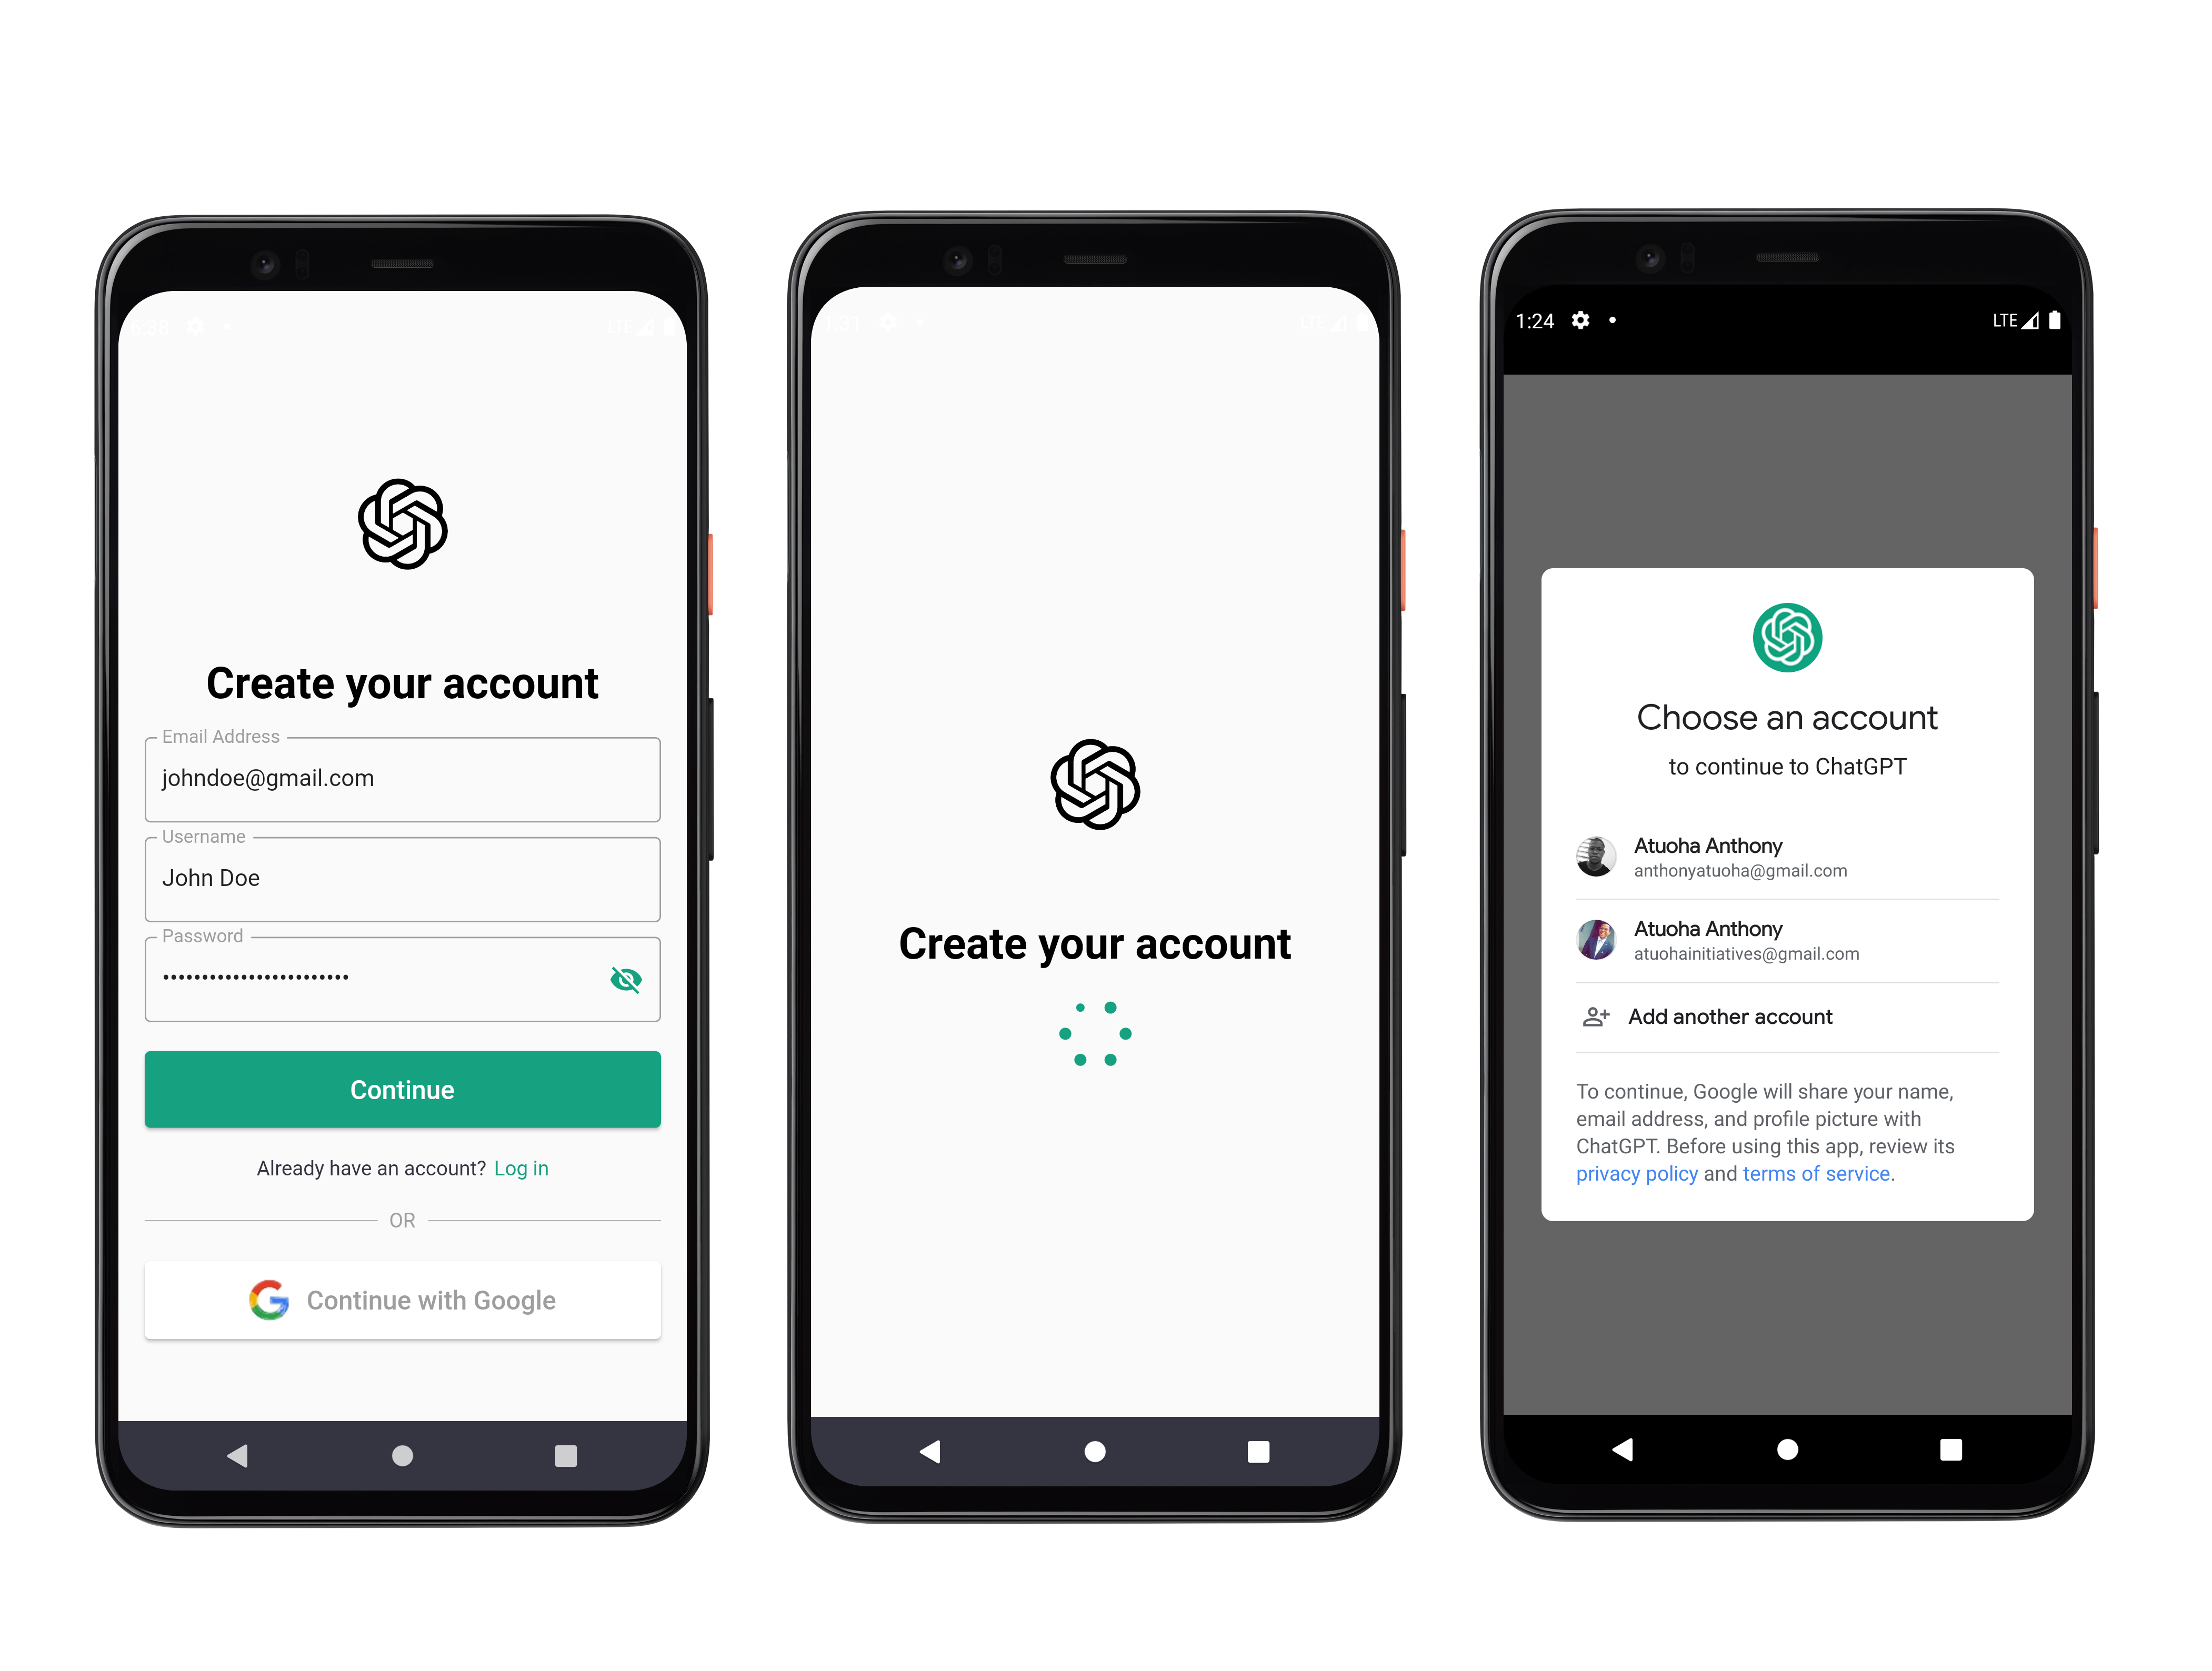 6:38
LTE
Create your account
Email Address
johndoe@gmail.com
Username
John Doe
Password
Continue
Already have an account? Log in
OR
Continue with Google
LTE
Create your account
1:24
LTE
Choose an account
to continue to ChatGPT
Atuoha Anthony
anthonyatuoha@gmail.com
Atuoha Anthony
atuohainitiatives@gmail.com
Add another account
To continue, Google will share your name,
email address, and profile picture with
ChatGPT. Before using this app, review its
privacy policy and terms of service.